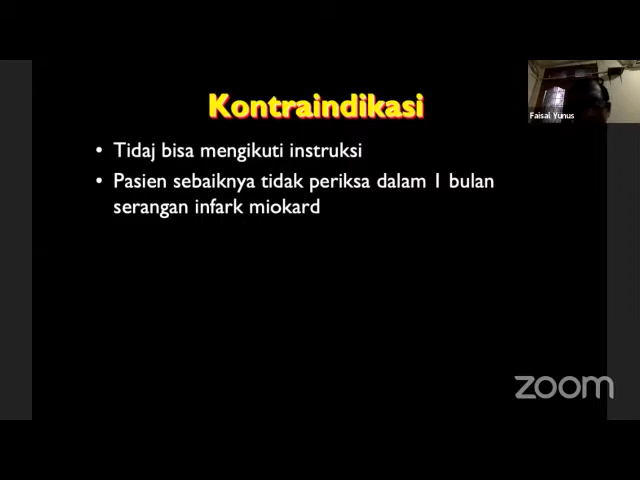 Kontraindikasi
Faisal Yunus
• Tidaj bisa mengikuti instruksi
• Pasien sebaiknya tidak periksa dalam 1 bulan
serangan infark miokard
zoom